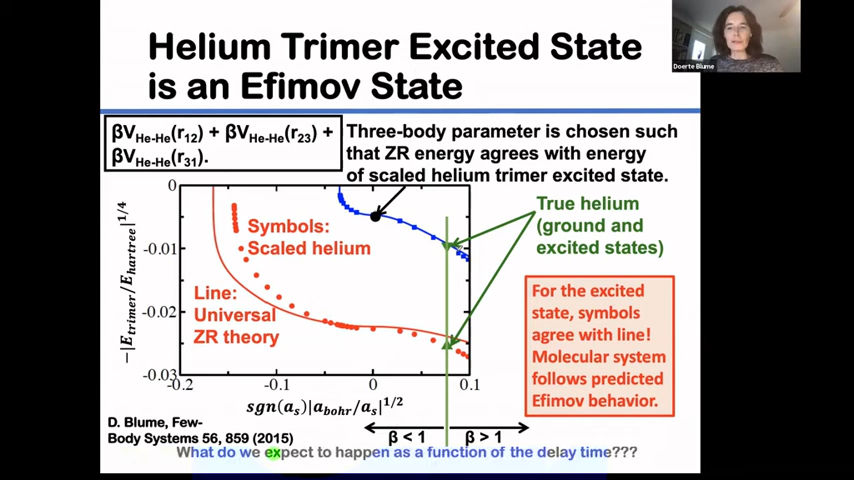 Helium Trimer Excited State
is an Efimov State
Doerte Blume
βV_He-He(r₁₂) + βV_He-He(r₂₃) +
βV_He-He(r₃₁).
Three-body parameter is chosen such
that ZR energy agrees with energy
of scaled helium trimer excited state.
0
-0.01
-0.02
-0.03
−|E_trimer/E_hartree|^1/4
Symbols:
Scaled helium
Line:
Universal
ZR theory
True helium
(ground and
excited states)
For the excited
state, symbols
agree with line!
Molecular system
follows predicted
Efimov behavior.
-0.2
-0.1
0
0.1
sgn(a_s)|a_bohr/a_s|^1/2
β < 1
β > 1
D. Blume, Few-
Body Systems 56, 859 (2015)
What do we expect to happen as a function of the delay time???